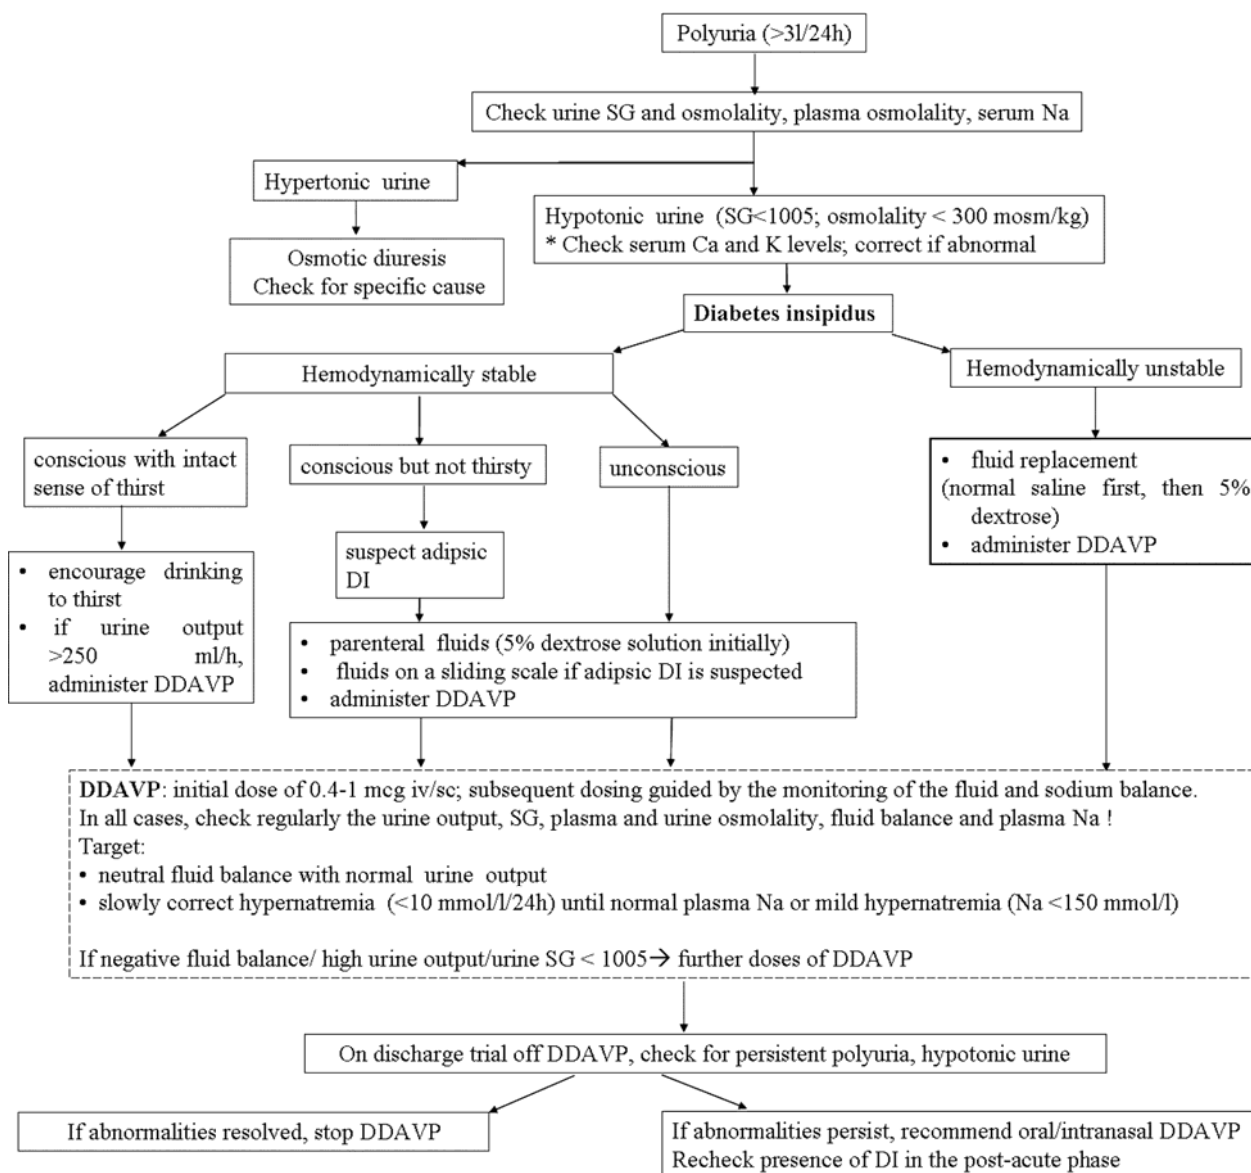 Polyuria (>3l/24h)
Check urine SG and osmolality, plasma osmolality, serum Na
Hypertonic urine
Hypotonic urine (SG<1005; osmolality < 300 mosm/kg)
* Check serum Ca and K levels; correct if abnormal
Osmotic diuresis
Check for specific cause
Diabetes insipidus
Hemodynamically stable
Hemodynamically unstable
conscious with intact
sense of thirst
conscious but not thirsty
unconscious
• fluid replacement
(normal saline first, then 5%
dextrose)
• administer DDAVP
suspect adipsic
DI
• encourage drinking
to thirst
• if urine output
>250 ml/h,
administer DDAVP
• parenteral fluids (5% dextrose solution initially)
• fluids on a sliding scale if adipsic DI is suspected
• administer DDAVP
DDAVP: initial dose of 0.4-1 mcg iv/sc; subsequent dosing guided by the monitoring of the fluid and sodium balance.
In all cases, check regularly the urine output, SG, plasma and urine osmolality, fluid balance and plasma Na !
Target:
• neutral fluid balance with normal urine output
• slowly correct hypernatremia (<10 mmol/l/24h) until normal plasma Na or mild hypernatremia (Na <150 mmol/l)
If negative fluid balance/ high urine output/urine SG < 1005→ further doses of DDAVP
On discharge trial off DDAVP, check for persistent polyuria, hypotonic urine
If abnormalities resolved, stop DDAVP
If abnormalities persist, recommend oral/intranasal DDAVP
Recheck presence of DI in the post-acute phase